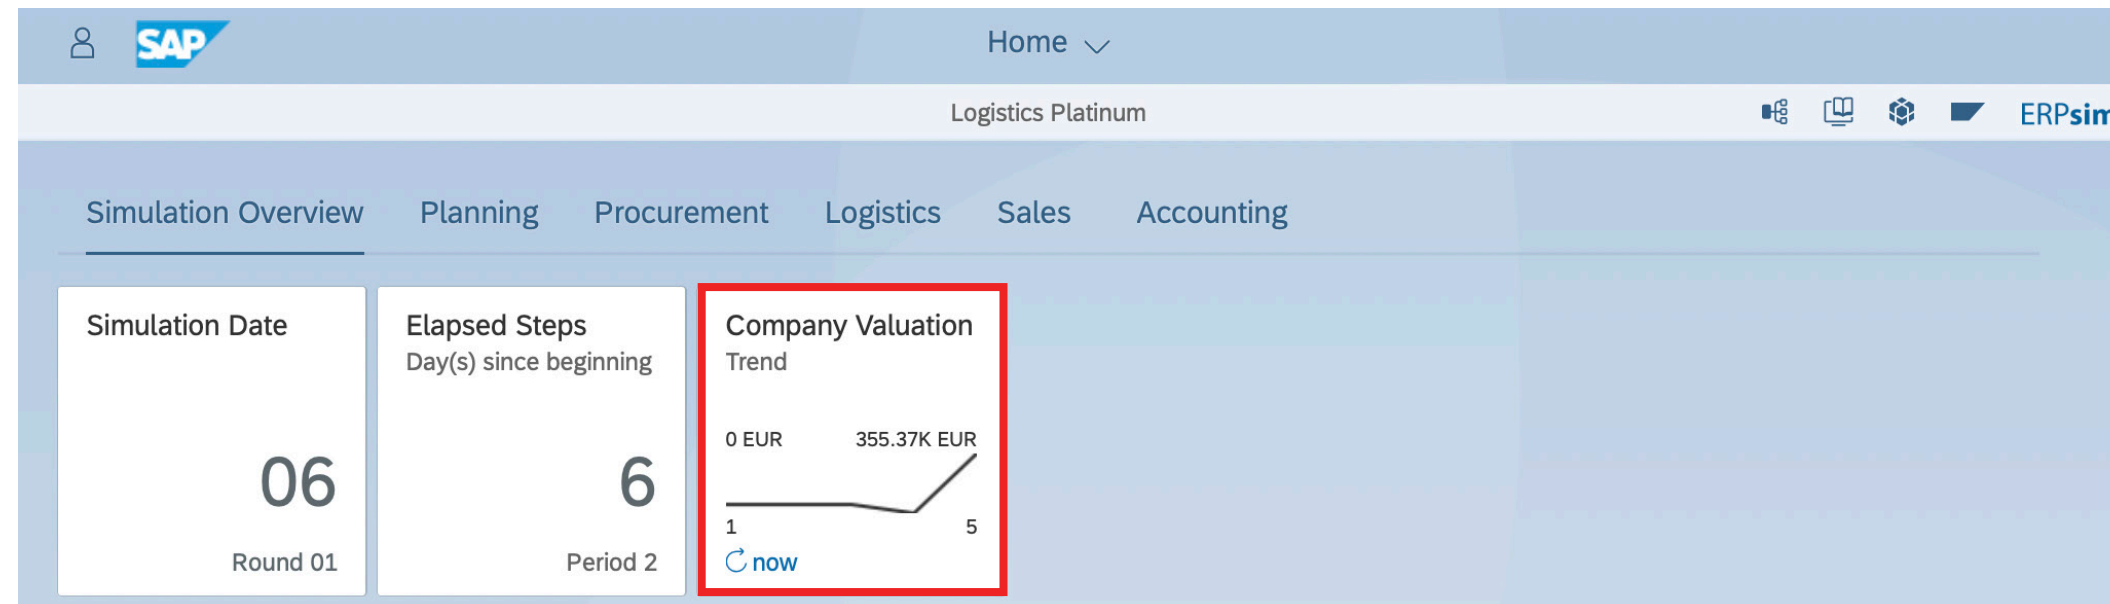 SAP
Home
Logistics Platinum
ERPsim
Simulation Overview Planning Procurement Logistics Sales Accounting
Simulation Date
06
Round 01
Elapsed Steps
Day(s) since beginning
6
Period 2
Company Valuation
Trend
0 EUR 355.37K EUR
1 5
now